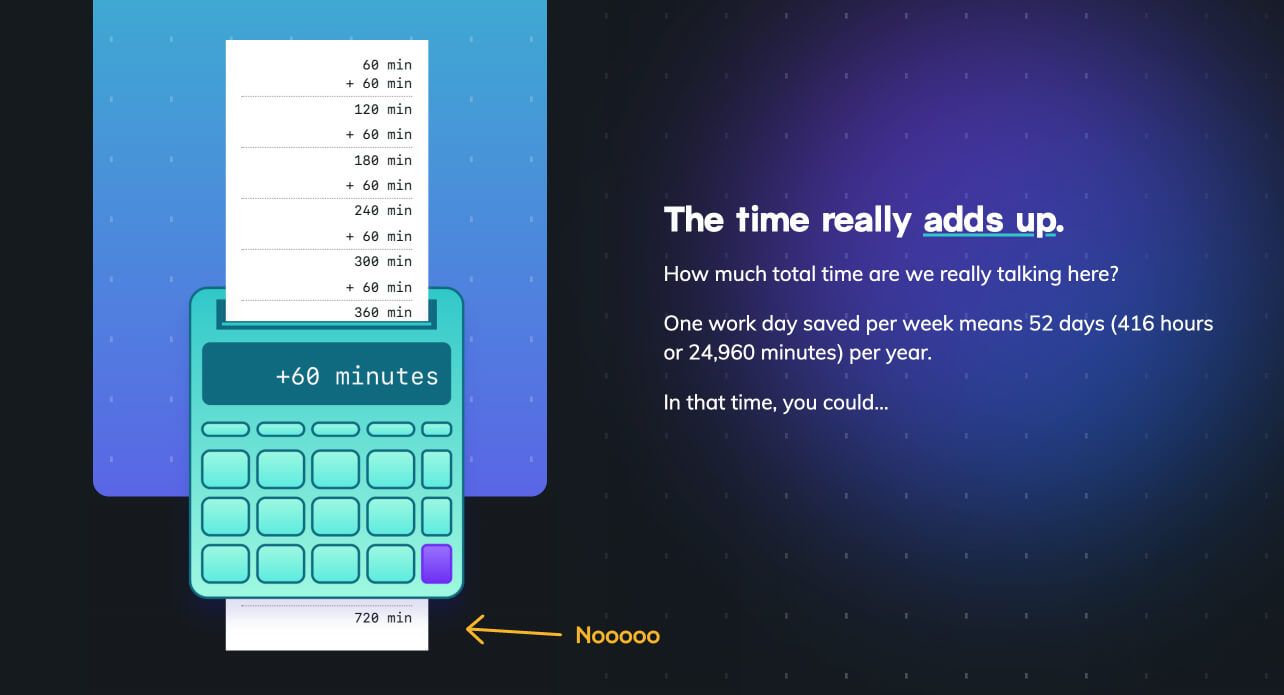 60 min
+ 60 min
120 min
+ 60 min
180 min
+ 60 min
240 min
+ 60 min
300 min
+ 60 min
360 min
+60 minutes
720 min
Nooooo
The time really adds up.
How much total time are we really talking here?
One work day saved per week means 52 days (416 hours
or 24,960 minutes) per year.
In that time, you could...